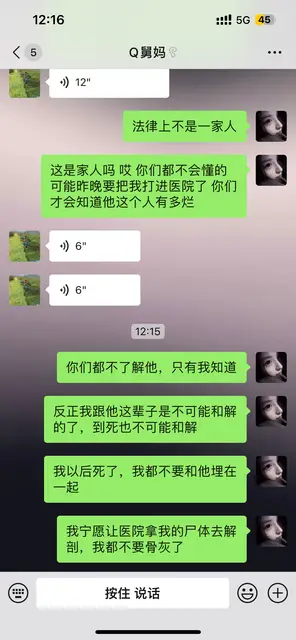 12:16
5G
45
5
Q舅妈
12"
法律上不是一家人
这是家人吗 哎 你们都不会懂的
可能昨晚要把我打进医院了 你们
才会知道他这个人有多烂
6"
6"
12:15
你们都不了解他，只有我知道
反正我跟他这辈子是不可能和解
的了，到死也不可能和解
我以后死了，我都不要和他埋在
一起
我宁愿让医院拿我的尸体去解
剖，我都不要骨灰了
按住 说话